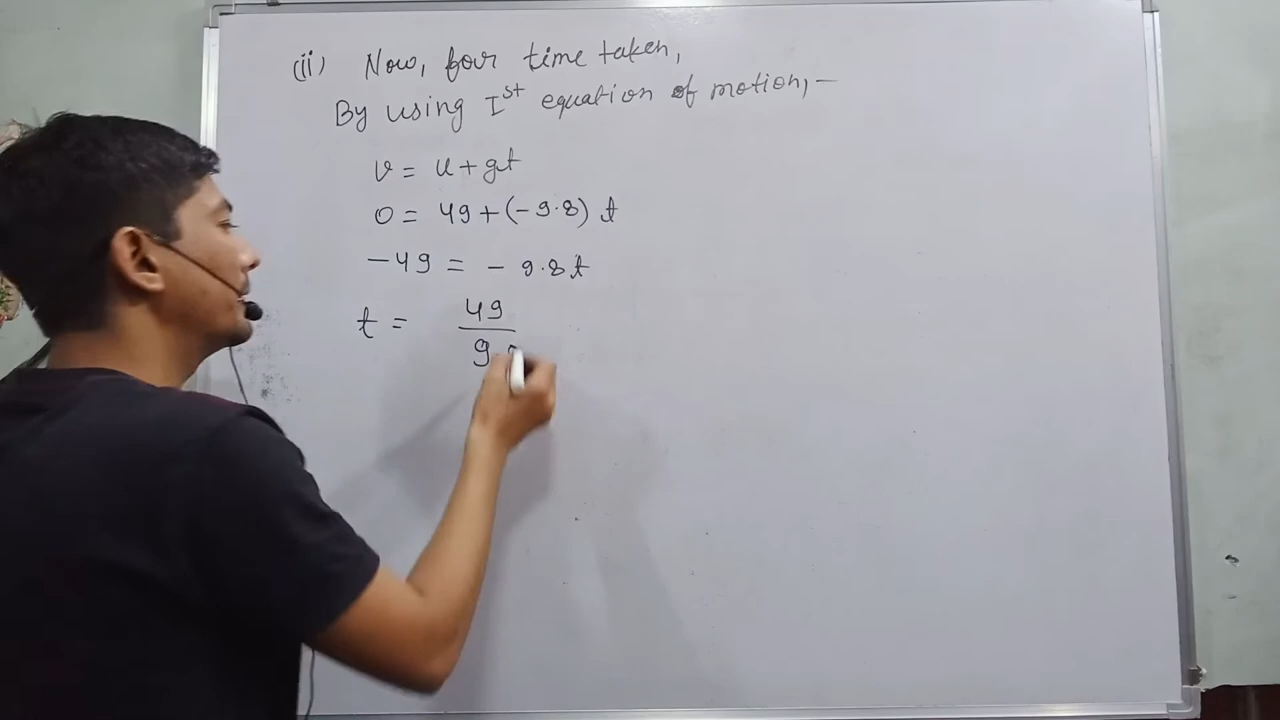 (ii) Now, four time taken,
By using Ist equation of motion,-
v = u + gt
0 = 49 + (-9.8) t
-49 = - 9.8t
t = 49
9